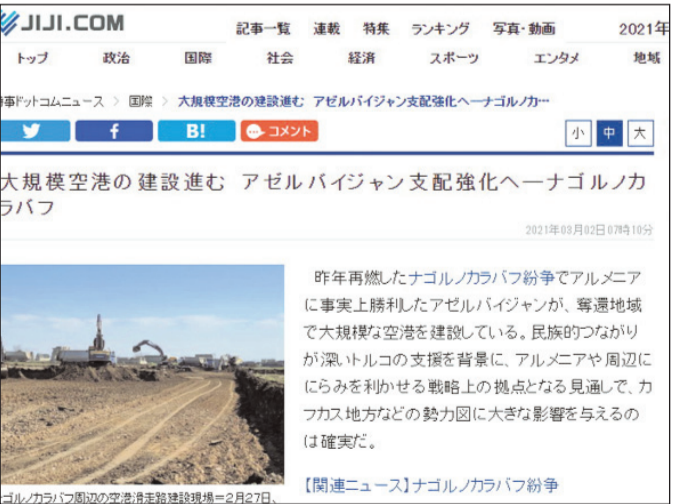 JIJI.COM
記事一覧 連載 特集 ランキング 写真・動画 2021年
トップ 政治 国際 社会 経済 スポーツ エンタメ 地域
事ドットコムニュース > 国際 > 大規模空港の建設進む アゼルバイジャン支配強化へ―ナゴルノカ…
f B! コメント 小 中 大
大規模空港の建設進む アゼルバイジャン支配強化へ―ナゴルノカ
ラバフ
2021年03月02日07時10分
昨年再燃したナゴルノカラバフ紛争でアルメニア
に事実上勝利したアゼルバイジャンが、奪還地域
で大規模な空港を建設している。民族的つながり
が深いトルコの支援を背景に、アルメニアや周辺に
にらみを利かせる戦略上の拠点となる見通しで、カ
フカス地方などの勢力図に大きな影響を与えるの
は確実だ。
【関連ニュース】ナゴルノカラバフ紛争
ゴルノカラバフ周辺の空港滑走路建設現場=2月27日、